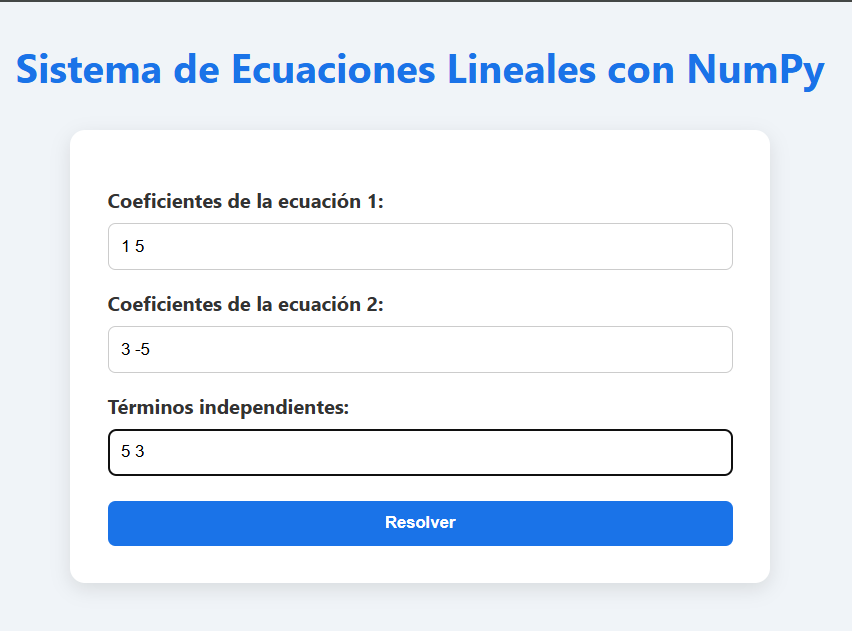 Sistema de Ecuaciones Lineales con NumPy
Coeficientes de la ecuación 1:
1 5
Coeficientes de la ecuación 2:
3 -5
Términos independientes:
5 3
Resolver